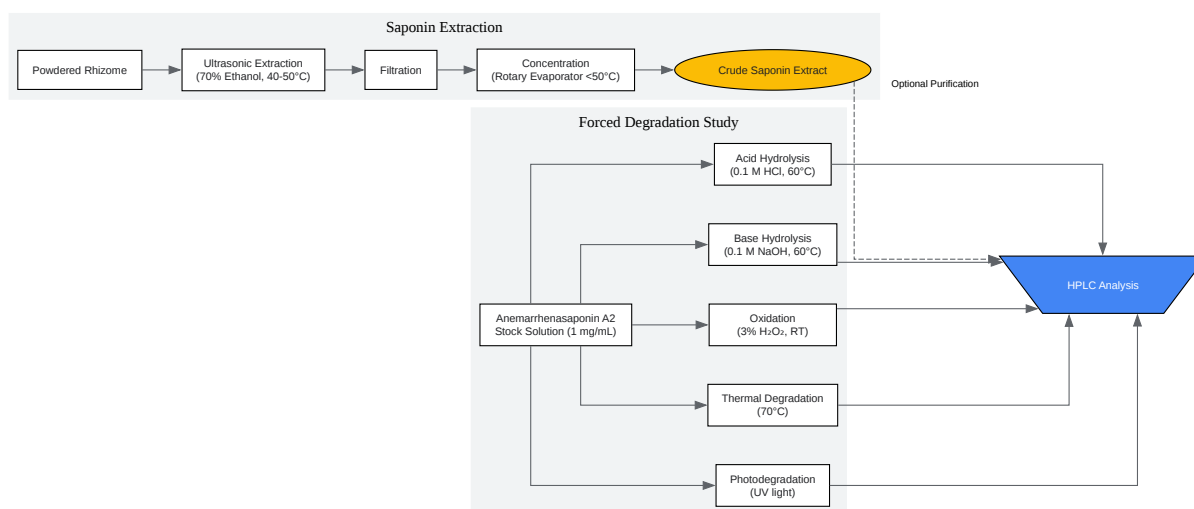 Saponin Extraction
Powdered Rhizome
Ultrasonic Extraction
(70% Ethanol, 40-50°C)
Filtration
Concentration
(Rotary Evaporator <50°C)
Crude Saponin Extract
Optional Purification
Forced Degradation Study
Acid Hydrolysis
(0.1 M HCl, 60°C)
Base Hydrolysis
(0.1 M NaOH, 60°C)
HPLC Analysis
Anemarrhenasaponin A2
Stock Solution (1 mg/mL)
Oxidation
(3% H₂O₂, RT)
Thermal Degradation
(70°C)
Photodegradation
(UV light)